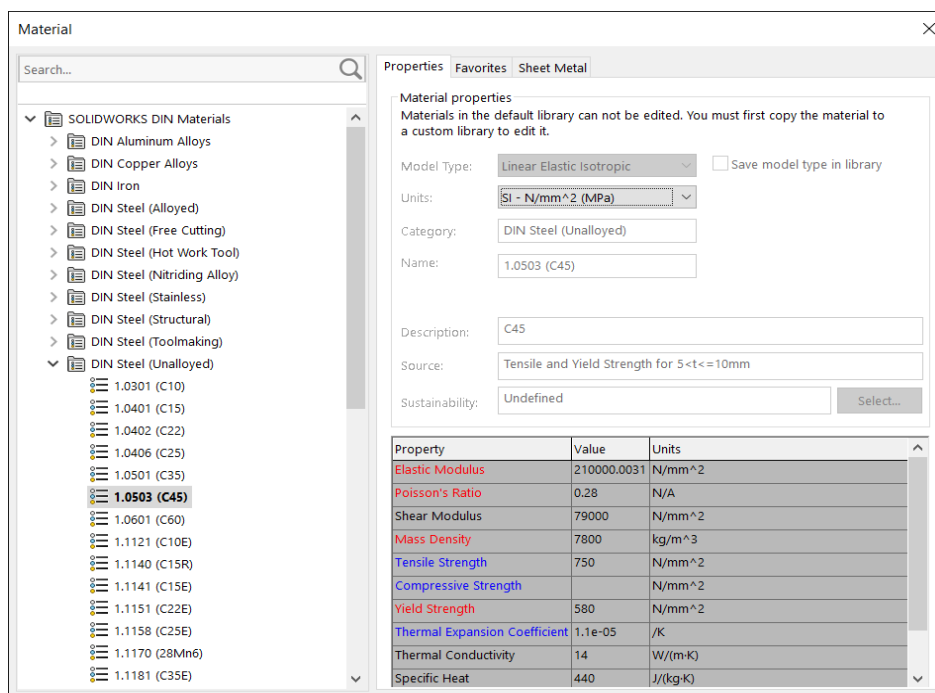 Material
Search...
SOLIDWORKS DIN Materials
DIN Aluminum Alloys
DIN Copper Alloys
DIN Iron
DIN Steel (Alloyed)
DIN Steel (Free Cutting)
DIN Steel (Hot Work Tool)
DIN Steel (Nitriding Alloy)
DIN Steel (Stainless)
DIN Steel (Structural)
DIN Steel (Toolmaking)
DIN Steel (Unalloyed)
1.0301 (C10)
1.0401 (C15)
1.0402 (C22)
1.0406 (C25)
1.0501 (C35)
1.0503 (C45)
1.0601 (C60)
1.1121 (C10E)
1.1140 (C15R)
1.1141 (C15E)
1.1151 (C22E)
1.1158 (C25E)
1.1170 (28Mn6)
1.1181 (C35E)
Properties Favorites Sheet Metal
Material properties
Materials in the default library can not be edited. You must first copy the material to
a custom library to edit it.
Model Type: Linear Elastic Isotropic Save model type in library
Units: SI - N/mm^2 (MPa)
Category: DIN Steel (Unalloyed)
Name: 1.0503 (C45)
Description: C45
Source: Tensile and Yield Strength for 5<t<=10mm
Sustainability: Undefined Select...
Property Value Units
Elastic Modulus 210000.0031 N/mm^2
Poisson's Ratio 0.28 N/A
Shear Modulus 79000 N/mm^2
Mass Density 7800 kg/m^3
Tensile Strength 750 N/mm^2
Compressive Strength N/mm^2
Yield Strength 580 N/mm^2
Thermal Expansion Coefficient 1.1e-05 /K
Thermal Conductivity 14 W/(m·K)
Specific Heat 440 J/(kg·K)